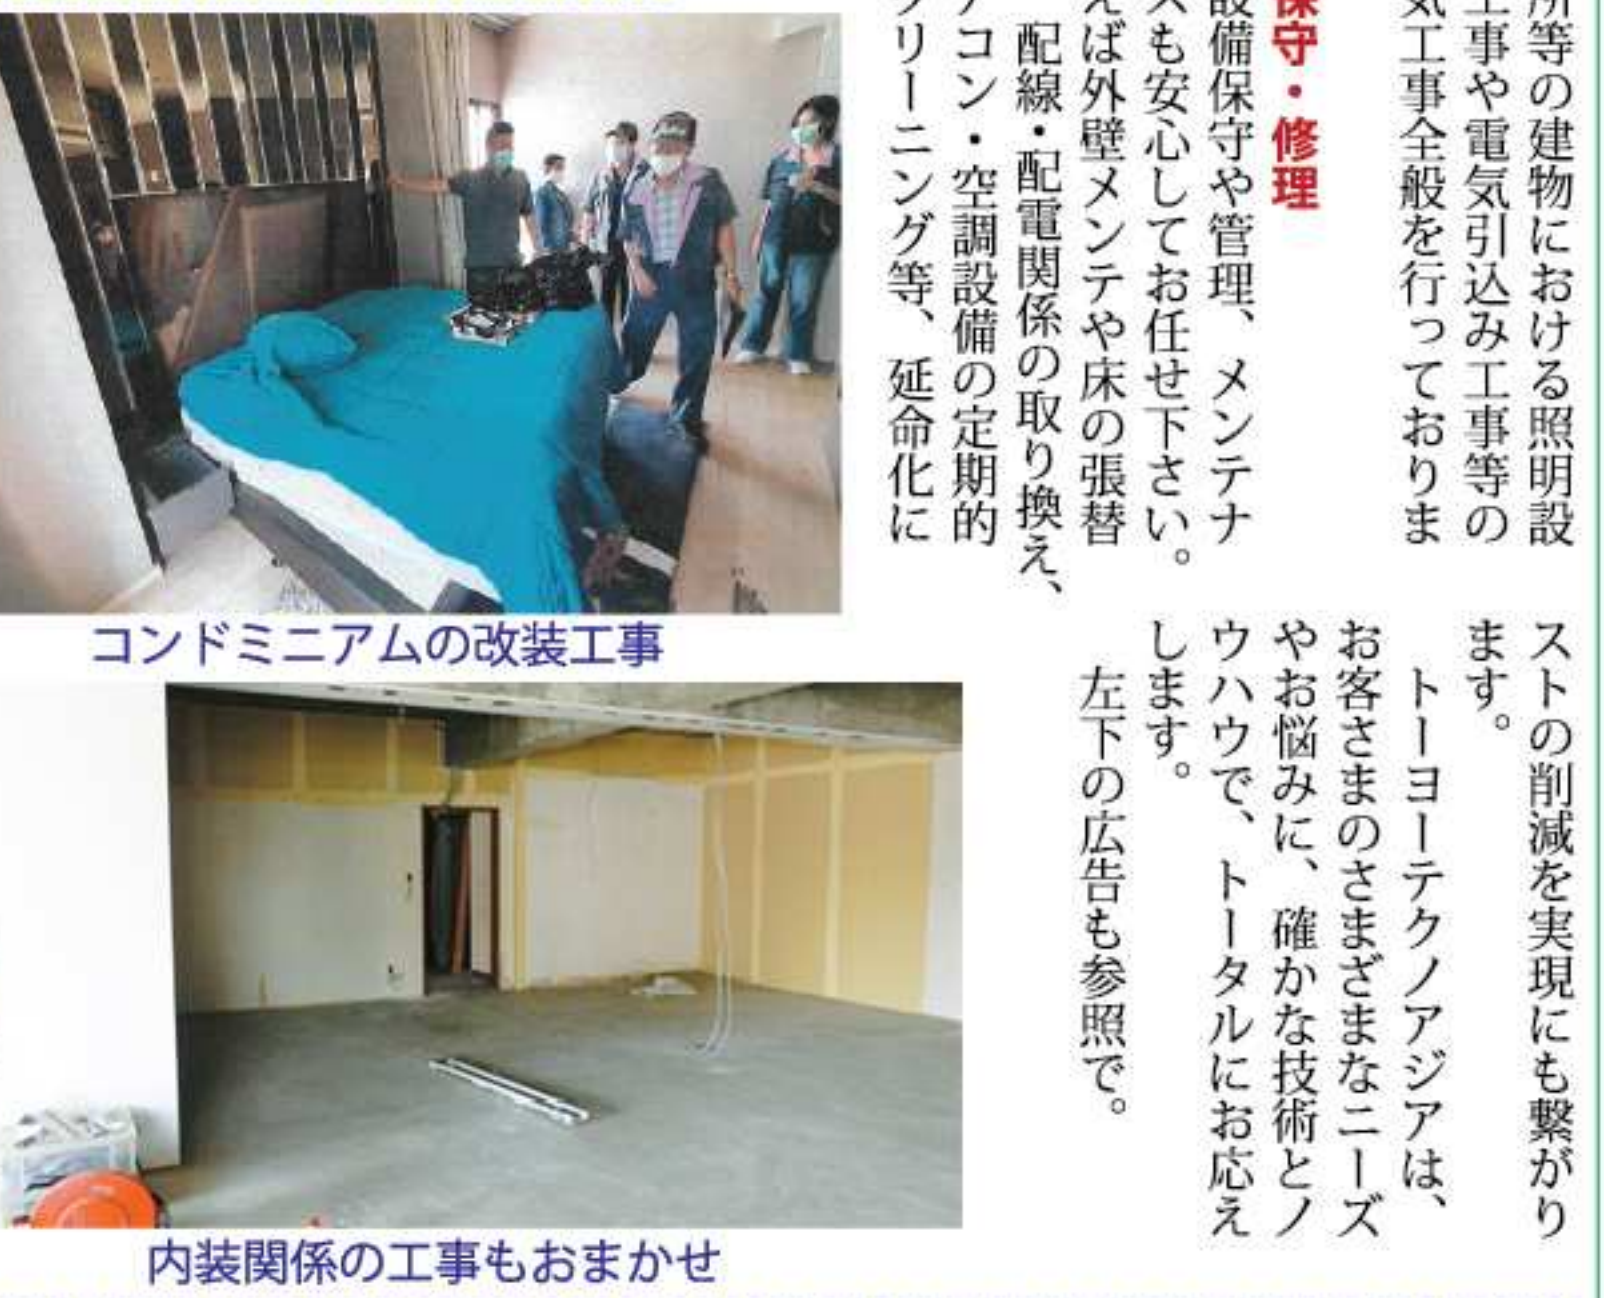 所等の建物における照明設
工事や電気引込み工事等の
気工事全般を行っておりま
保守・修理
設備保守や管理、メンテナ
スも安心してお任せ下さい。
えば外壁メンテや床の張替
配線・配電関係の取り換え、
アコン・空調設備の定期的
クリーニング等、延命化に
ストの削減を実現にも繋がり
ます。
トーヨーテクノアジアは、
お客さまのさまざまなニーズ
やお悩みに、確かな技術とノ
ウハウで、トータルにお応え
します。
左下の広告も参照で。
コンドミニアムの改装工事
内装関係の工事もおまかせ